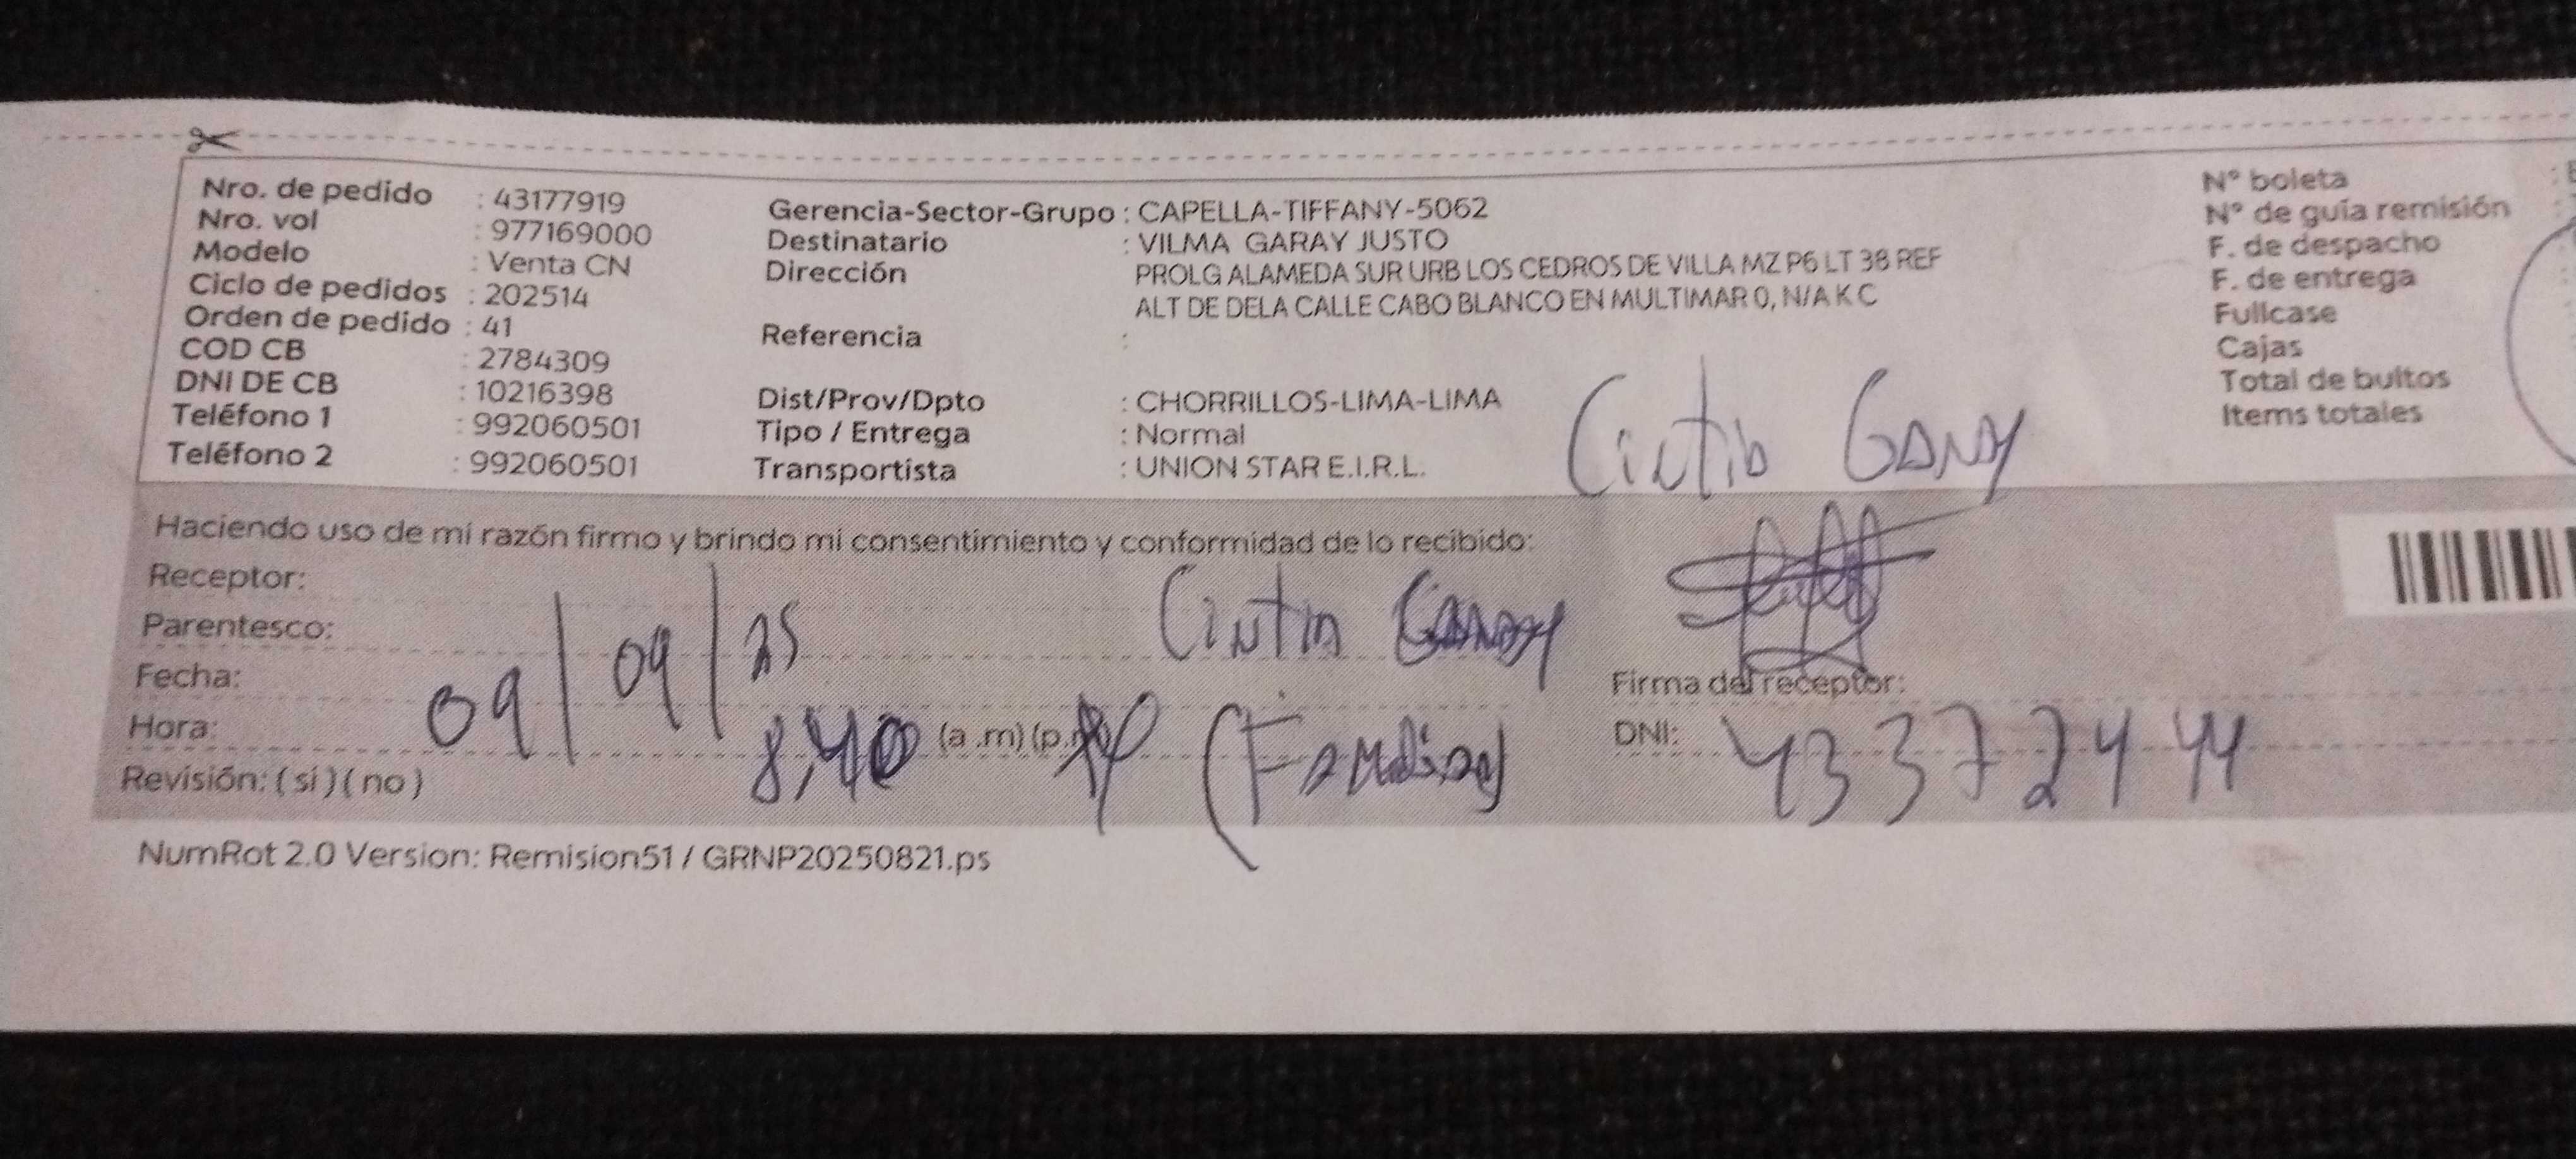 Nro. de pedido : 43177919
Nro. vol : 977169000
Modelo : Venta CN
Ciclo de pedidos : 202514
Orden de pedido : 41
COD CB : 2784309
DNI DE CB : 10216398
Teléfono 1 : 992060501
Teléfono 2 : 992060501
Gerencia-Sector-Grupo : CAPELLA-TIFFANY-5062
Destinatario : VILMA GARAY JUSTO
Dirección PROLG ALAMEDA SUR URB LOS CEDROS DE VILLA MZ P6 LT 38 REF
ALT DE DELA CALLE CABO BLANCO EN MULTIMAR 0, N/A K C
Referencia :
Dist/Prov/Dpto : CHORRILLOS-LIMA-LIMA
Tipo / Entrega : Normal
Transportista : UNION STAR E.I.R.L.
Cintia Garay
N° boleta
N° de guía remisión
F. de despacho
F. de entrega
Fullcase
Cajas
Total de bultos
Items totales
Haciendo uso de mi razón firmo y brindo mi consentimiento y conformidad de lo recibido:
Receptor:
Parentesco: Cintia Garay
Fecha: 09/09/25
Hora: 8,40 (a .m) (p.m)
Revisión: ( si ) ( no )
Firma del receptor:
DNI: 43372444
NumRot 2.0 Version: Remision51 / GRNP20250821.ps